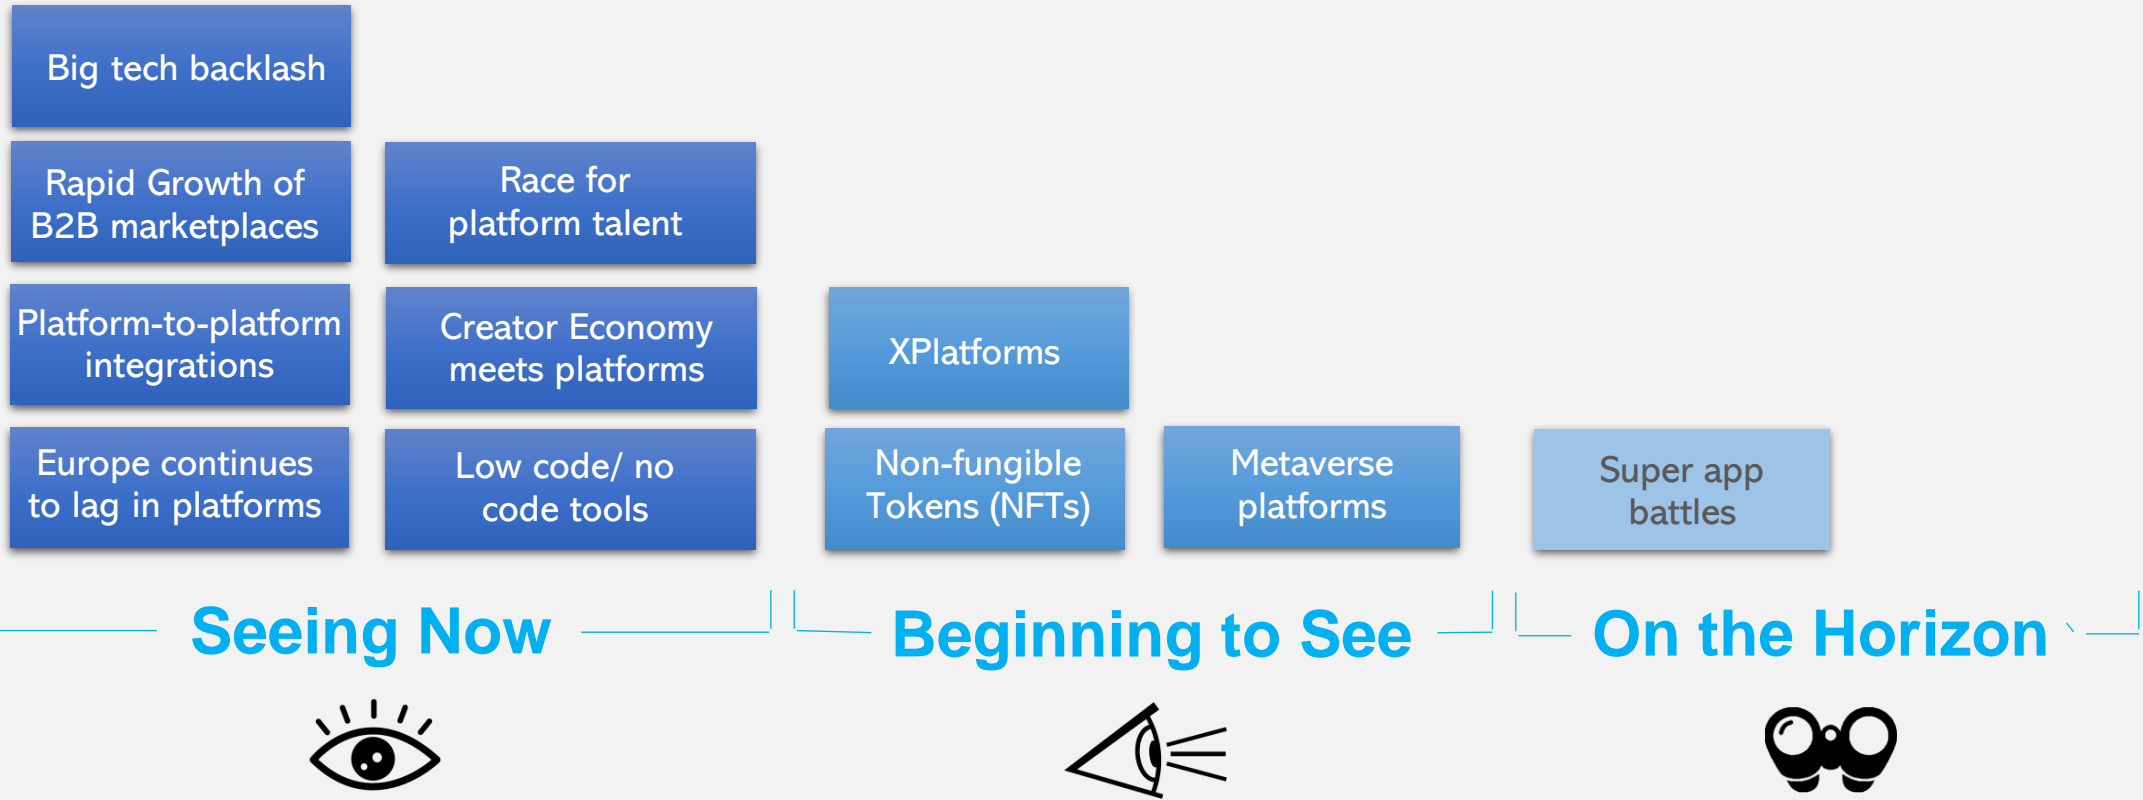 Big tech backlash
Rapid Growth of
B2B marketplaces
Race for
platform talent
Platform-to-platform
integrations
Creator Economy
meets platforms
XPlatforms
Europe continues
to lag in platforms
Low code/ no
code tools
Non-fungible
Tokens (NFTs)
Metaverse
platforms
Super app
battles
Seeing Now
Beginning to See
On the Horizon